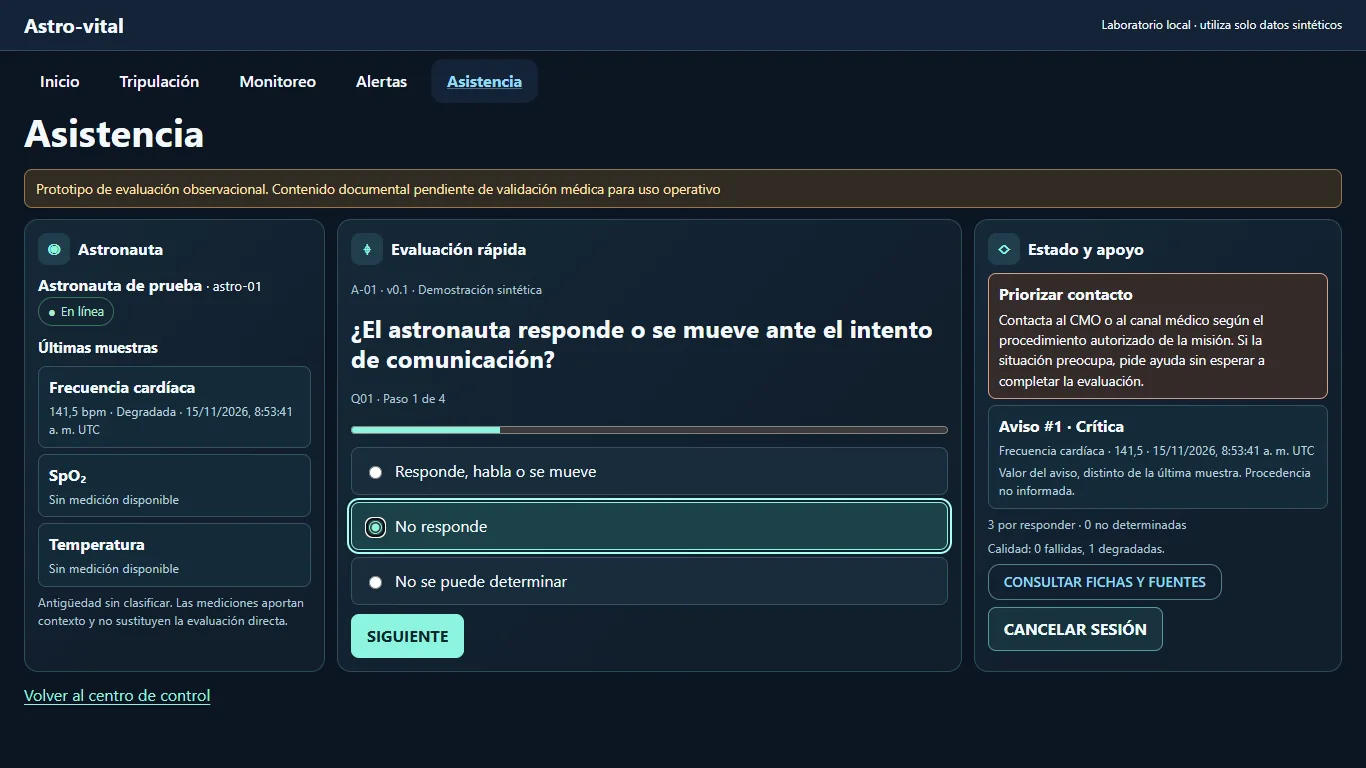 Astro-vital
Laboratorio local · utiliza solo datos sintéticos
Inicio
Tripulación
Monitoreo
Alertas
Asistencia
Asistencia
Prototipo de evaluación observacional. Contenido documental pendiente de validación médica para uso operativo
Astronauta
Astronauta de prueba · astro-01
En línea
Últimas muestras
Frecuencia cardíaca
141,5 bpm · Degradada · 15/11/2026, 8:53:41
a. m. UTC
SpO₂
Sin medición disponible
Temperatura
Sin medición disponible
Antigüedad sin clasificar. Las mediciones aportan
contexto y no sustituyen la evaluación directa.
Evaluación rápida
A-01 · v0.1 · Demostración sintética
¿El astronauta responde o se mueve ante el intento
de comunicación?
Q01 · Paso 1 de 4
Responde, habla o se mueve
No responde
No se puede determinar
SIGUIENTE
Estado y apoyo
Priorizar contacto
Contacta al CMO o al canal médico según el
procedimiento autorizado de la misión. Si la
situación preocupa, pide ayuda sin esperar a
completar la evaluación.
Aviso #1 · Crítica
Frecuencia cardíaca · 141,5 · 15/11/2026, 8:53:41 a. m. UTC
Valor del aviso, distinto de la última muestra. Procedencia
no informada.
3 por responder · 0 no determinadas
Calidad: 0 fallidas, 1 degradadas.
CONSULTAR FICHAS Y FUENTES
CANCELAR SESIÓN
Volver al centro de control